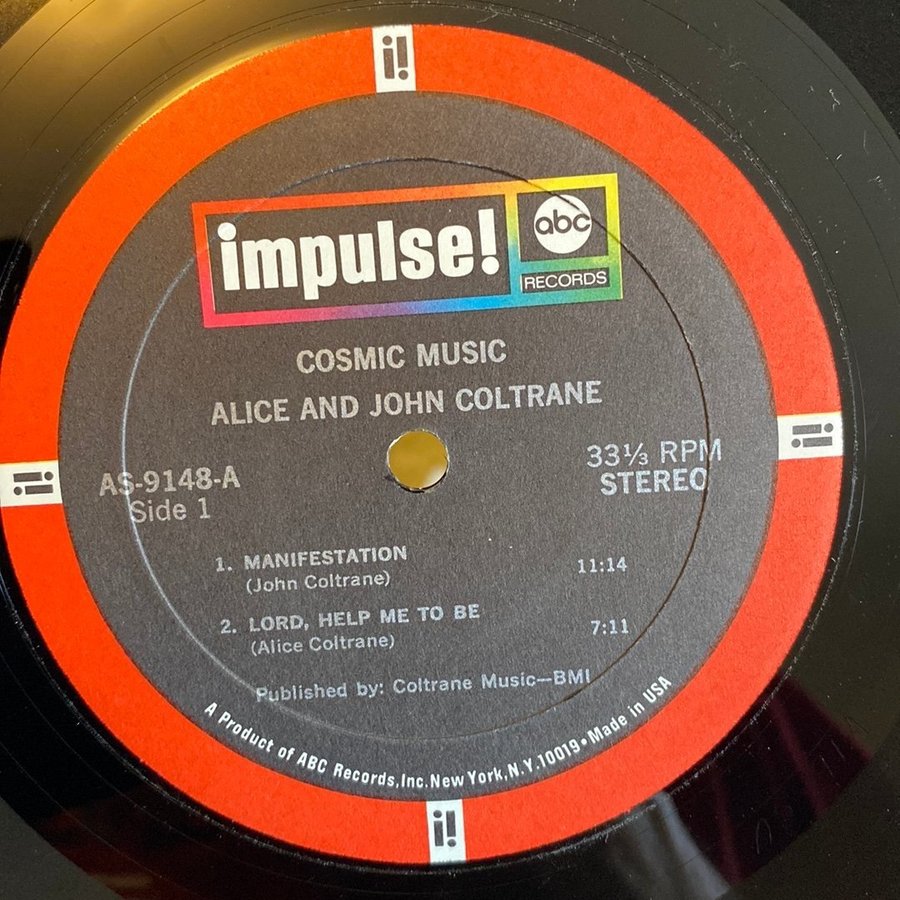 i!
impulse! abc
RECORDS
COSMIC MUSIC
ALICE AND JOHN COLTRANE
AS-9148-A
Side 1
33⅓ RPM
STEREO
i!
i!
1. MANIFESTATION 11:14
(John Coltrane)
2. LORD, HELP ME TO BE 7:11
(Alice Coltrane)
Published by: Coltrane Music—BMI
A Product of ABC Records, Inc. New York, N.Y. 10019 • Made in USA
i!